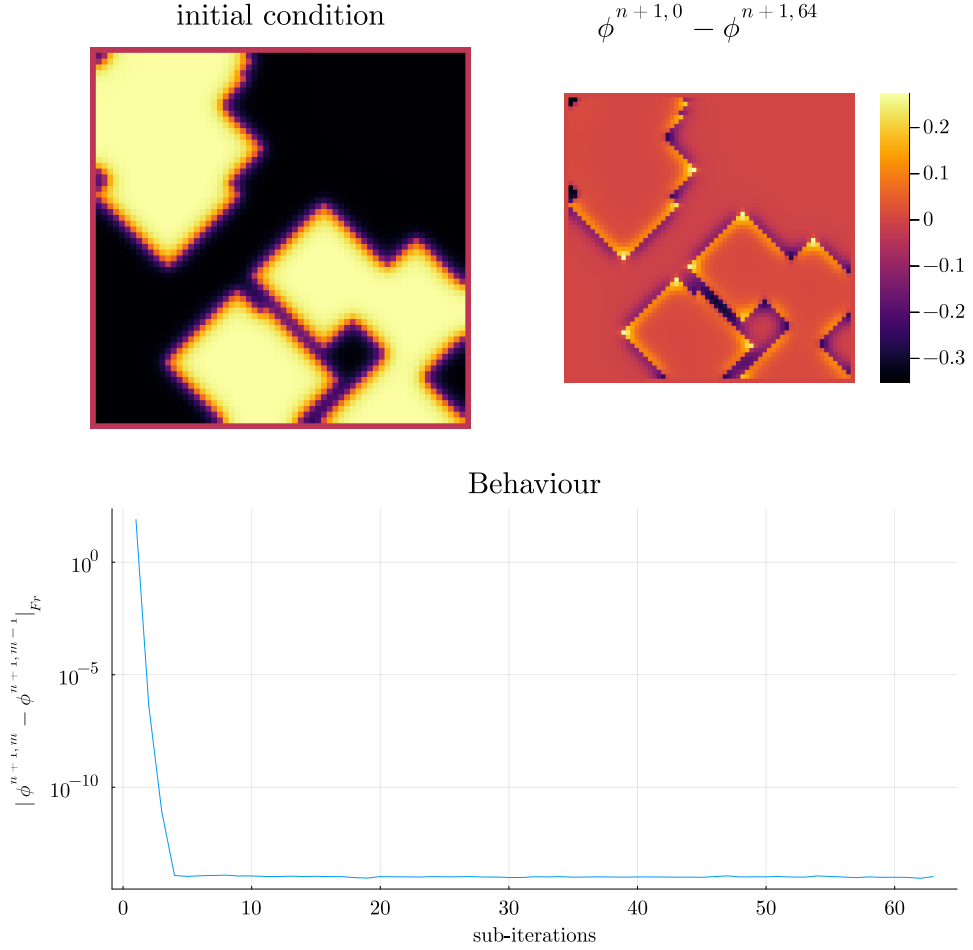 initial condition
ϕ^{n+1,0} − ϕ^{n+1,64}
0.2
0.1
0
−0.1
−0.2
−0.3
Behaviour
|ϕ^{n+1,m} − ϕ^{n+1,m−1}|_{Fr}
10^0
10^{−5}
10^{−10}
0 10 20 30 40 50 60
sub-iterations